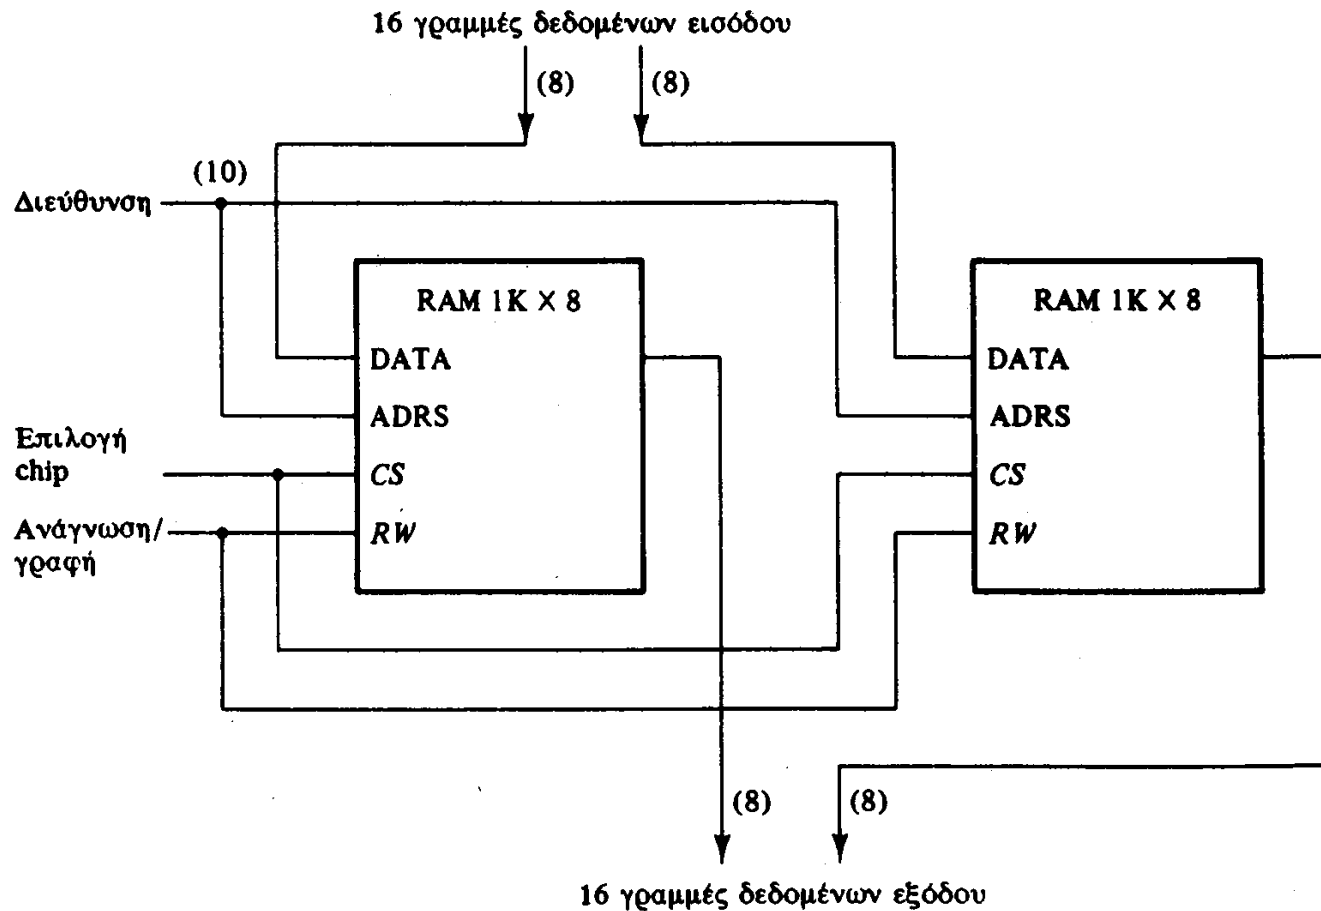 16 γραμμές δεδομένων εισόδου
(8) (8)
(10)
Διεύθυνση
RAM 1K × 8
DATA
ADRS
Επιλογή
chip
CS
Ανάγνωση/
γραφή
RW
RAM 1K × 8
DATA
ADRS
CS
RW
(8) (8)
16 γραμμές δεδομένων εξόδου